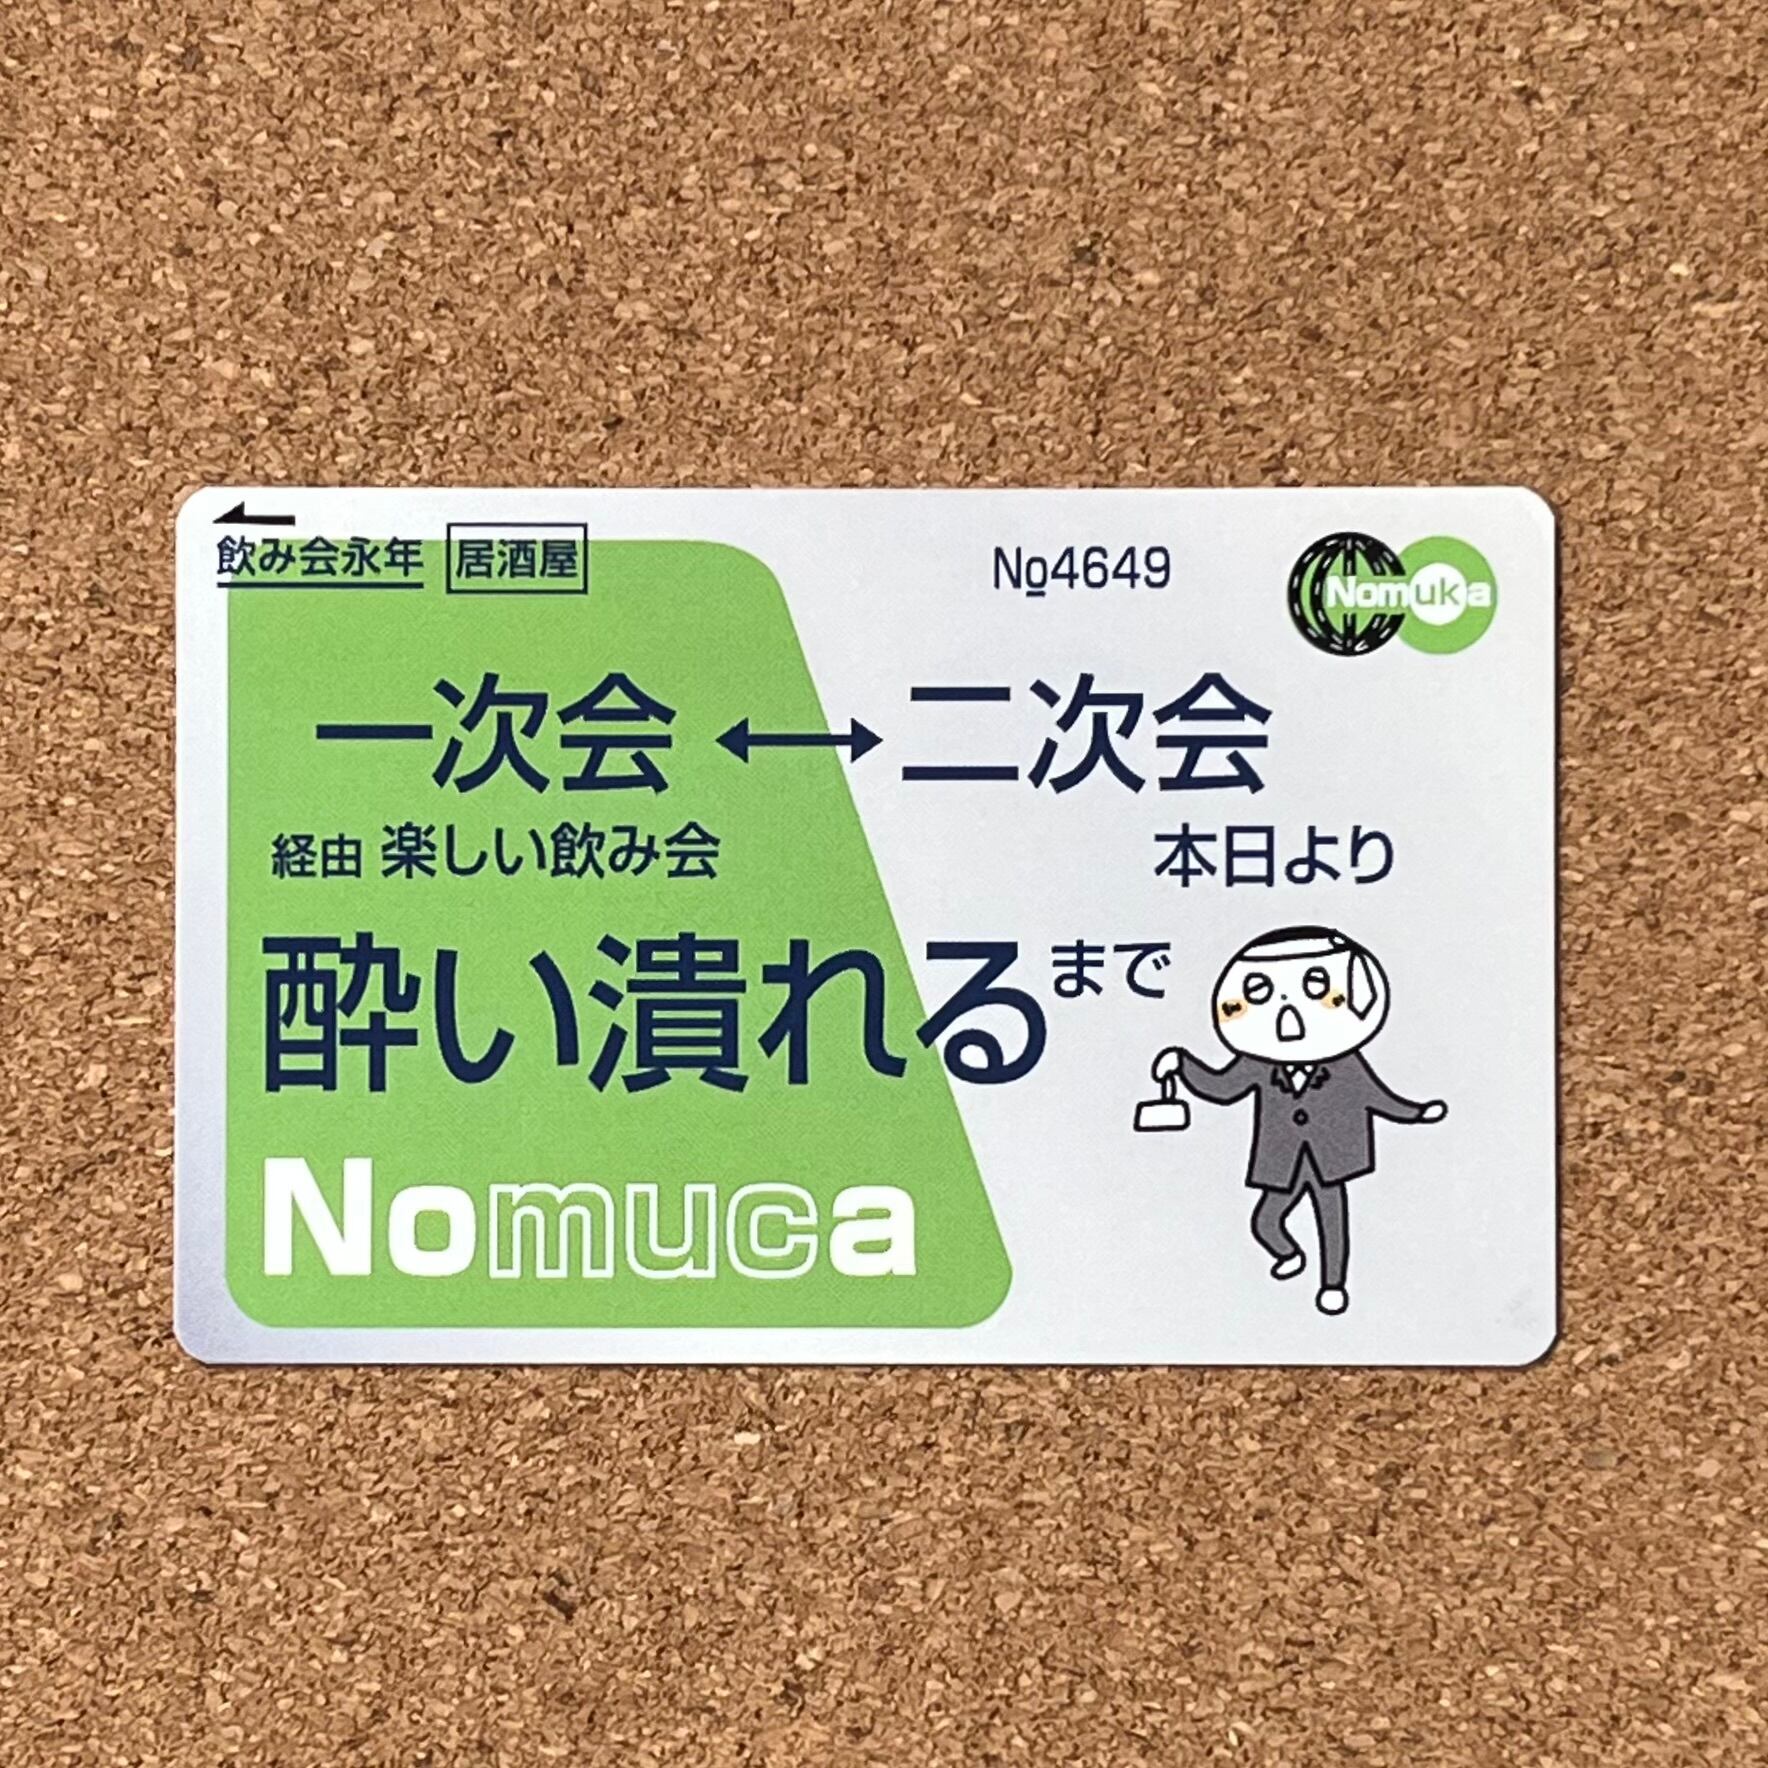 飲み会永年 居酒屋 №4649 Nomuka
一次会↔二次会
経由 楽しい飲み会 本日より
酔い潰れるまで
Nomuca